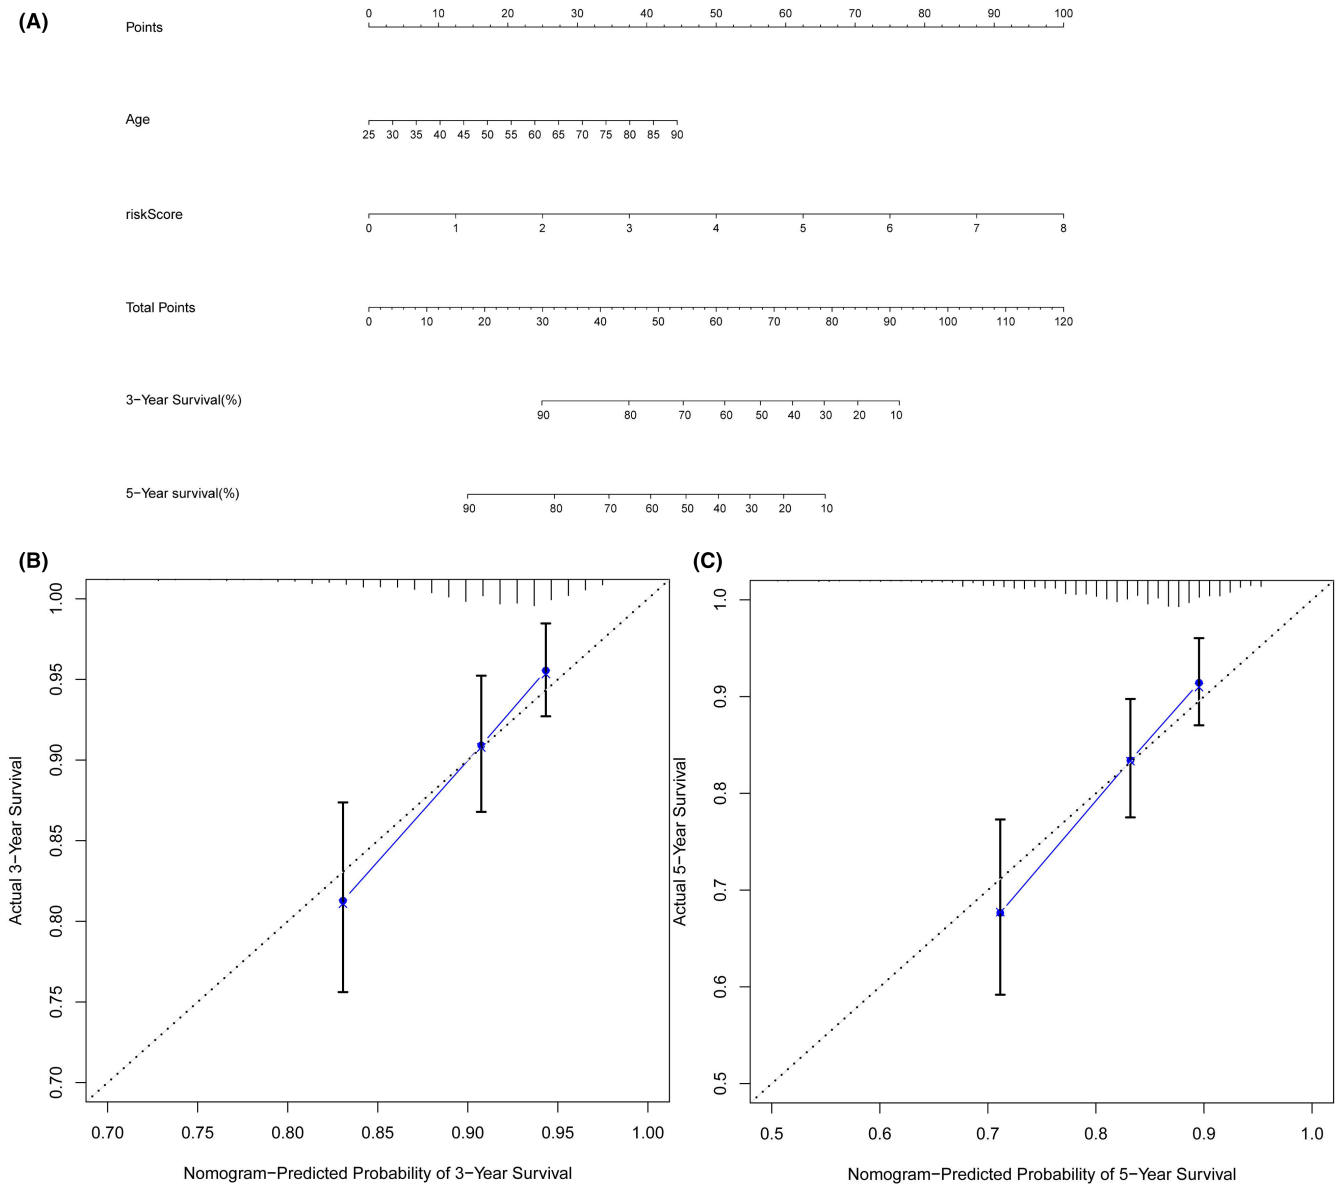 (A)
Points
0 10 20 30 40 50 60 70 80 90 100
Age
25 30 35 40 45 50 55 60 65 70 75 80 85 90
riskScore
0 1 2 3 4 5 6 7 8
Total Points
0 10 20 30 40 50 60 70 80 90 100 110 120
3−Year Survival(%)
90 80 70 60 50 40 30 20 10
5−Year survival(%)
90 80 70 60 50 40 30 20 10
(B)
Actual 3−Year Survival
1.00
0.95
0.90
0.85
0.80
0.75
0.70
0.70 0.75 0.80 0.85 0.90 0.95 1.00
Nomogram−Predicted Probability of 3−Year Survival
(C)
Actual 5−Year Survival
1.0
0.9
0.8
0.7
0.6
0.5
0.5 0.6 0.7 0.8 0.9 1.0
Nomogram−Predicted Probability of 5−Year Survival